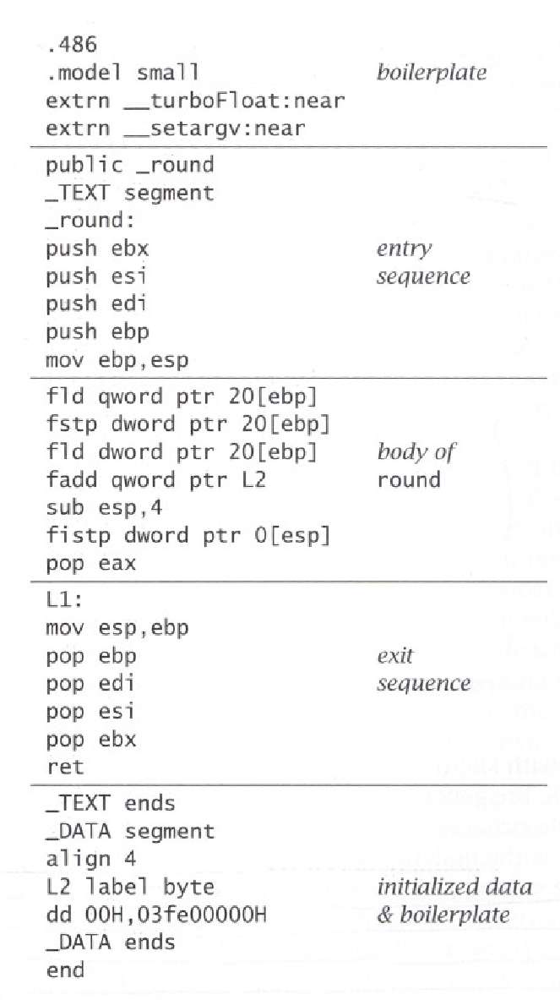 .486
.model small boilerplate
extrn __turboFloat:near
extrn __setargv:near
public _round
_TEXT segment
_round:
push ebx entry
push esi sequence
push edi
push ebp
mov ebp,esp
fld qword ptr 20[ebp]
fstp dword ptr 20[ebp]
fld dword ptr 20[ebp] body of
fadd qword ptr L2 round
sub esp,4
fistp dword ptr 0[esp]
pop eax
L1:
mov esp,ebp
pop ebp exit
pop edi sequence
pop esi
pop ebx
ret
_TEXT ends
_DATA segment
align 4
L2 label byte initialized data
dd 00H,03fe00000H & boilerplate
_DATA ends
end